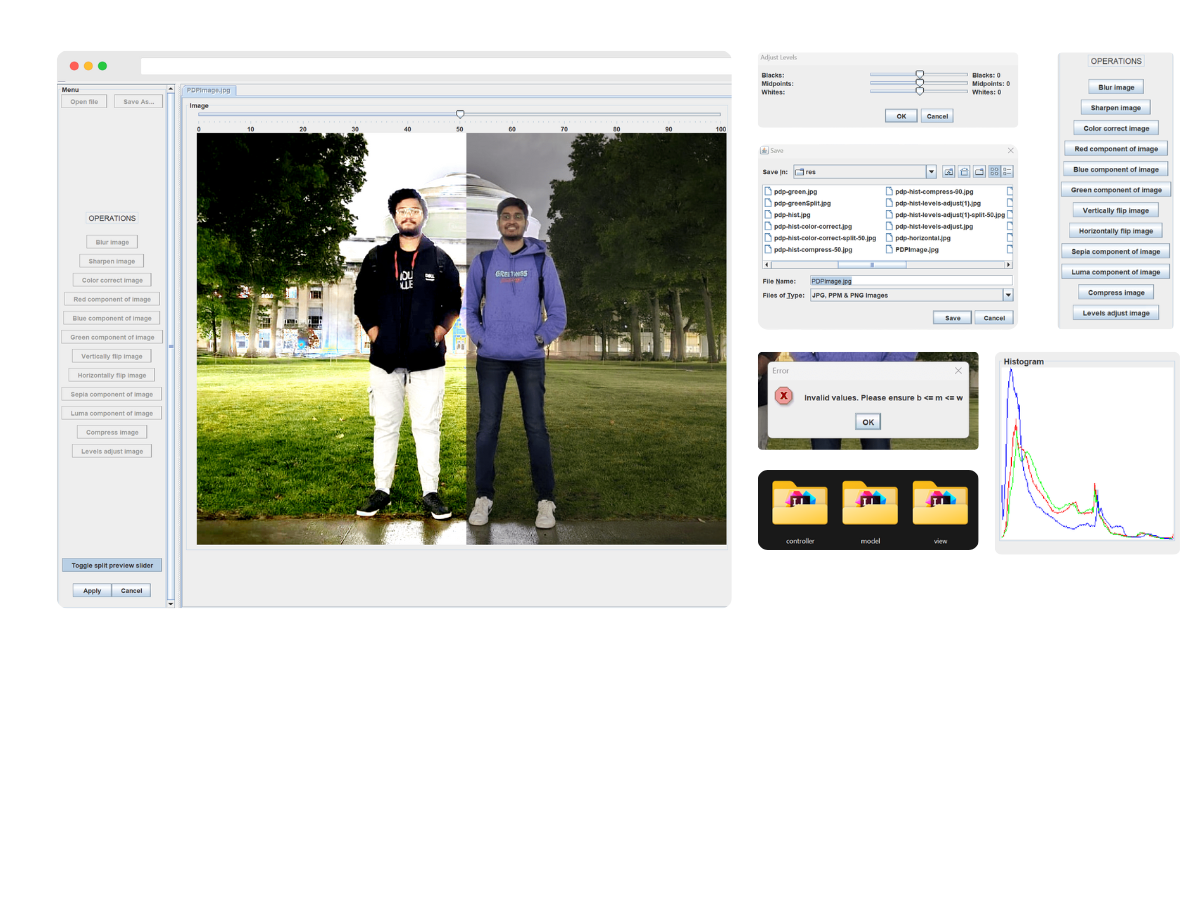 Menu
Open file Save As...
OPERATIONS
Blur image
Sharpen image
Color correct image
Red component of image
Blue component of image
Green component of image
Vertically flip image
Horizontally flip image
Sepia component of image
Luma component of image
Compress image
Levels adjust image
Toggle split preview slider
Apply Cancel
PDPImage.jpg
Image
0 10 20 30 40 50 60 70 80 90 100
GREETINGS
Adjust Levels
Blacks: Blacks: 0
Midpoints: Midpoints: 0
Whites: Whites: 0
OK Cancel
Save
Save In: res
pdp-green.jpg pdp-hist-compress-90.jpg
pdp-greenSplit.jpg pdp-hist-levels-adjust(1).jpg
pdp-hist.jpg pdp-hist-levels-adjust(1)-split-50.jpg
pdp-hist-color-correct.jpg pdp-hist-levels-adjust.jpg
pdp-hist-color-correct-split-50.jpg pdp-horizontal.jpg
pdp-hist-compress-50.jpg PDPImage.jpg
File Name: PDPImage.jpg
Files of Type: JPG, PPM & PNG Images
Save Cancel
OPERATIONS
Blur image
Sharpen image
Color correct image
Red component of image
Blue component of image
Green component of image
Vertically flip image
Horizontally flip image
Sepia component of image
Luma component of image
Compress image
Levels adjust image
Error
Invalid values. Please ensure b <= m <= w
OK
controller model view
Histogram